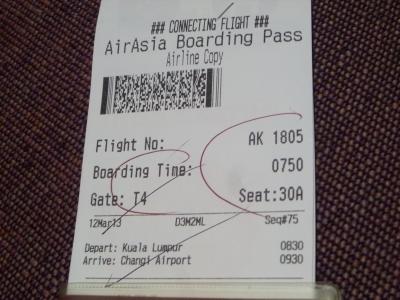 ### CONNECTING FLIGHT ###
AirAsia Boarding Pass
Airline Copy
Flight No: AK 1805
Boarding Time: 0750
Gate: T4 Seat:30A
12Mar13 D3M2ML Seq#75
Depart: Kuala Lumpur 0830
Arrive: Changi Airport 0930